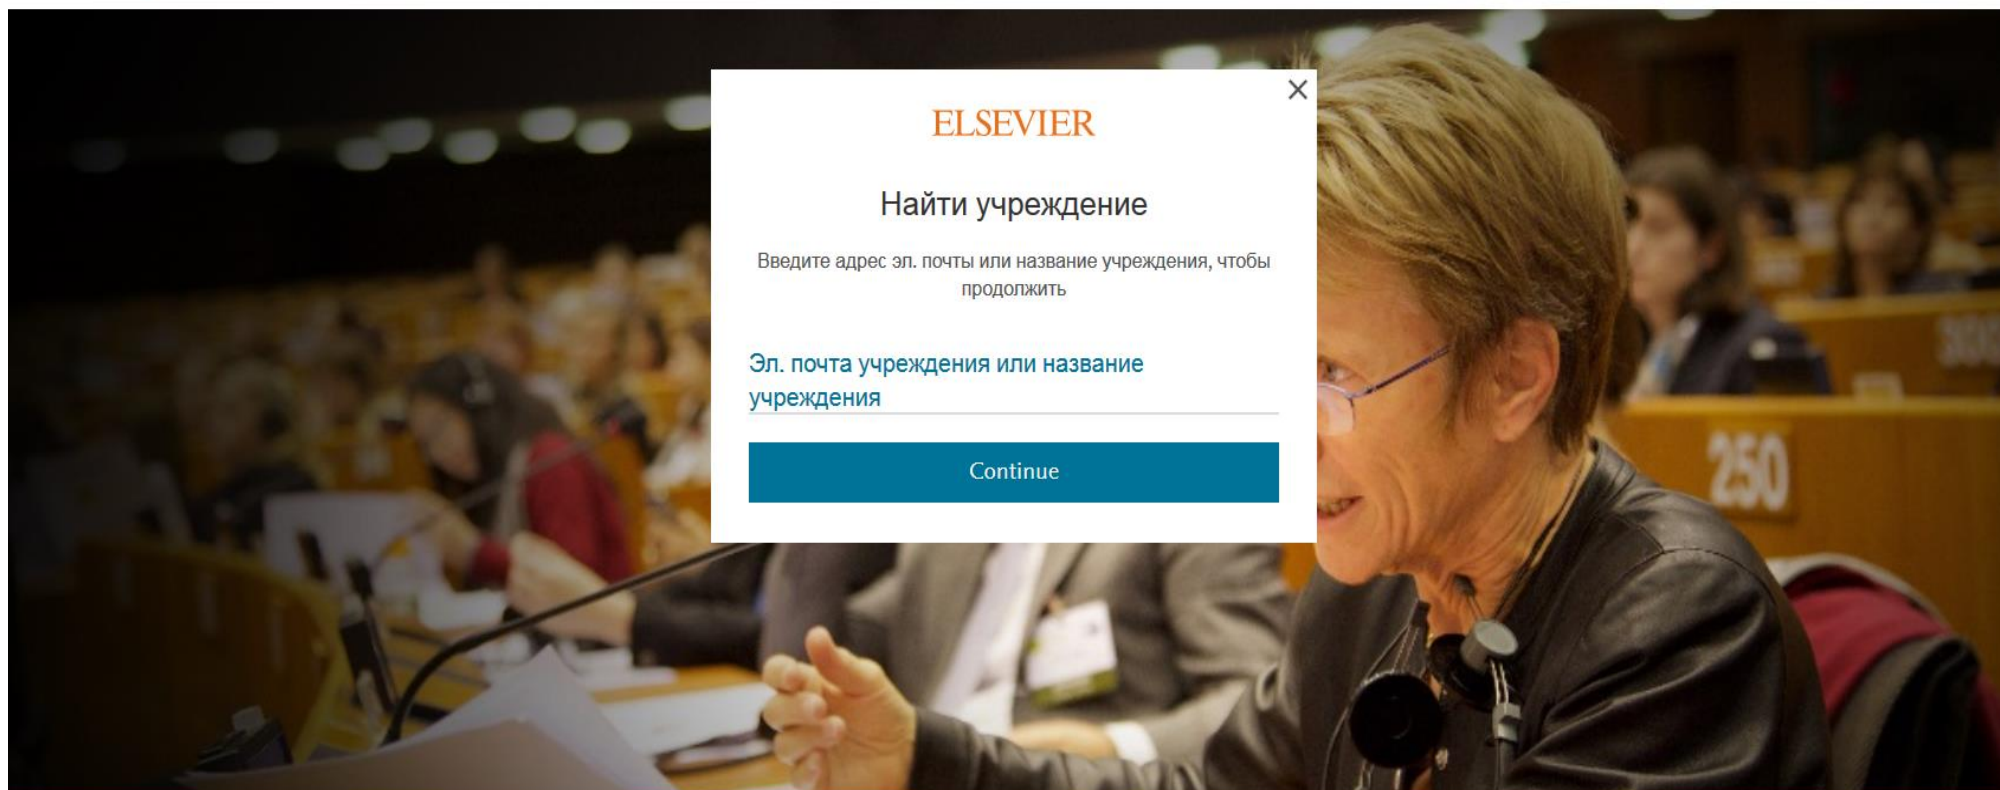 ELSEVIER
Найти учреждение
Введите адрес эл. почты или название учреждения, чтобы
продолжить
Эл. почта учреждения или название
учреждения
Continue
250